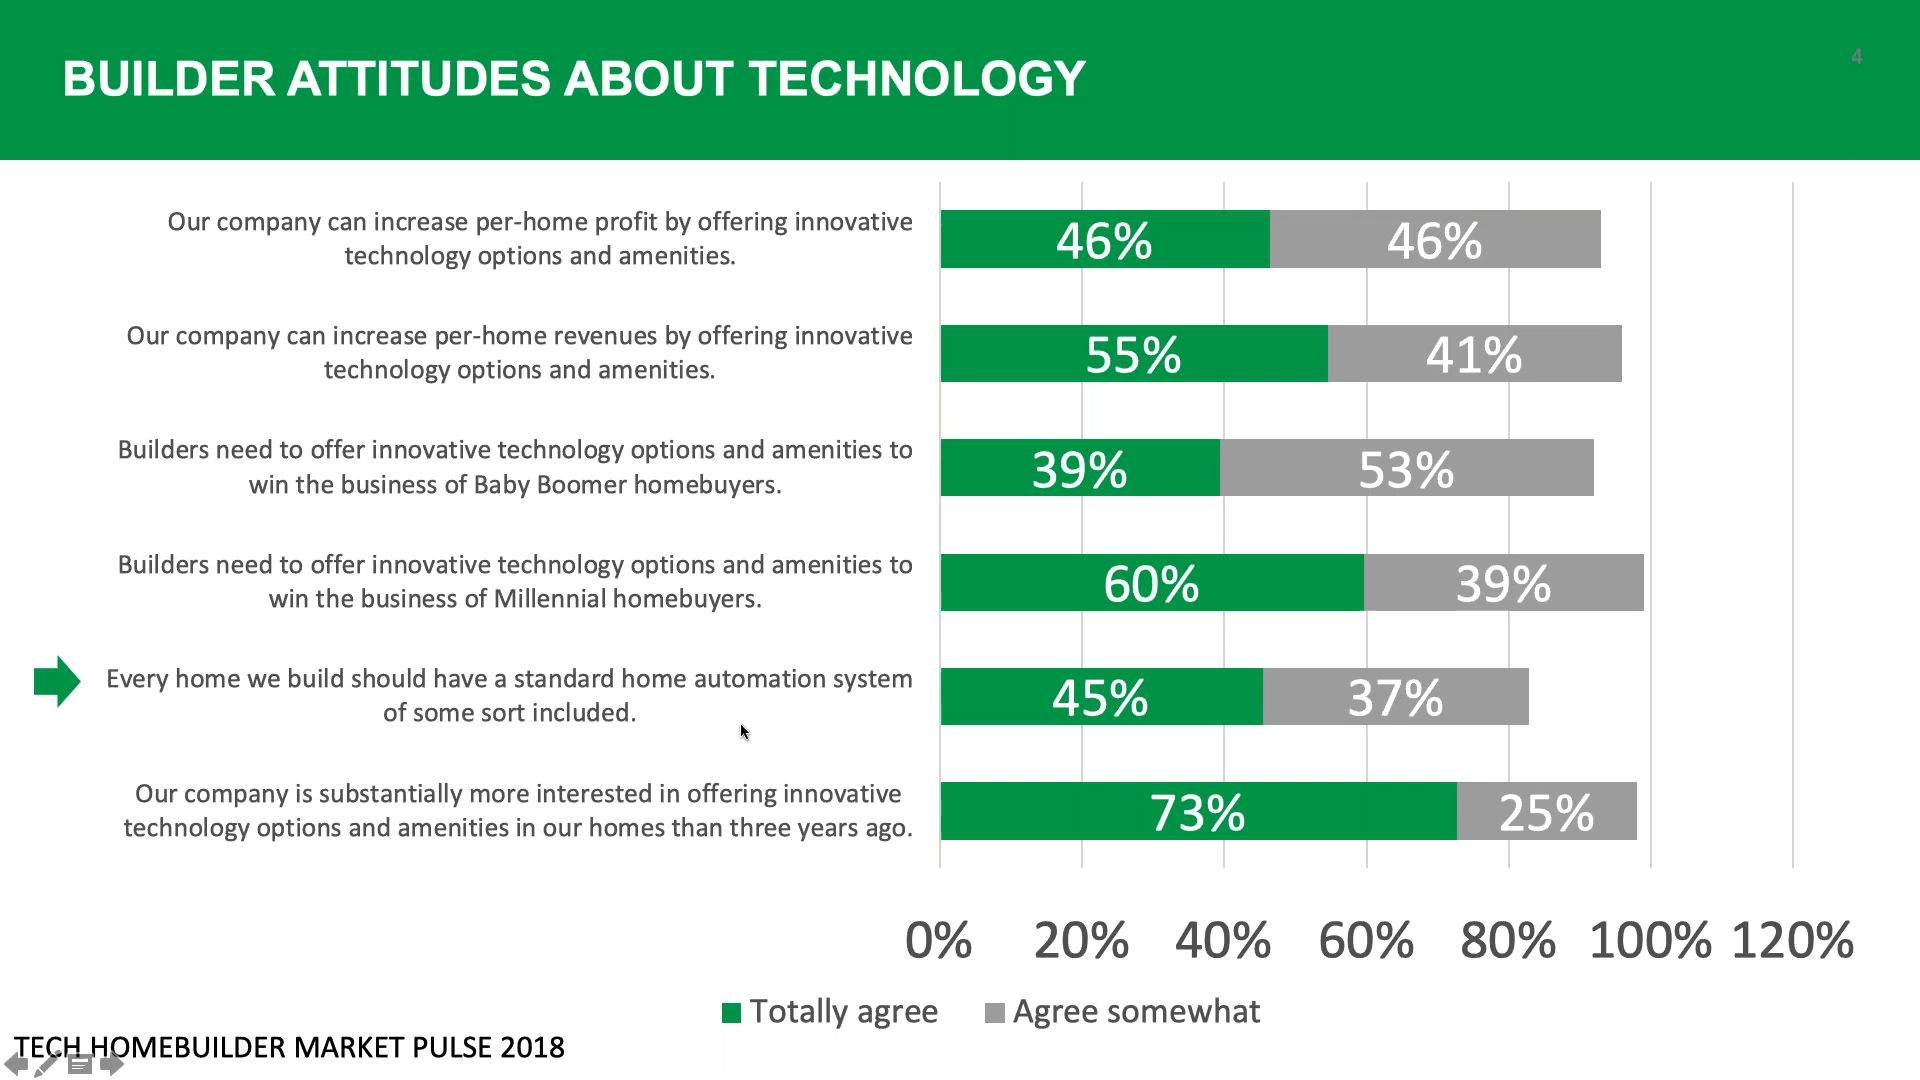 BUILDER ATTITUDES ABOUT TECHNOLOGY
4
Our company can increase per-home profit by offering innovative
technology options and amenities.
46%
46%
Our company can increase per-home revenues by offering innovative
technology options and amenities.
55%
41%
Builders need to offer innovative technology options and amenities to
win the business of Baby Boomer homebuyers.
39%
53%
Builders need to offer innovative technology options and amenities to
win the business of Millennial homebuyers.
60%
39%
Every home we build should have a standard home automation system
of some sort included.
45%
37%
Our company is substantially more interested in offering innovative
technology options and amenities in our homes than three years ago.
73%
25%
0% 20% 40% 60% 80% 100% 120%
Totally agree Agree somewhat
TECH HOMEBUILDER MARKET PULSE 2018